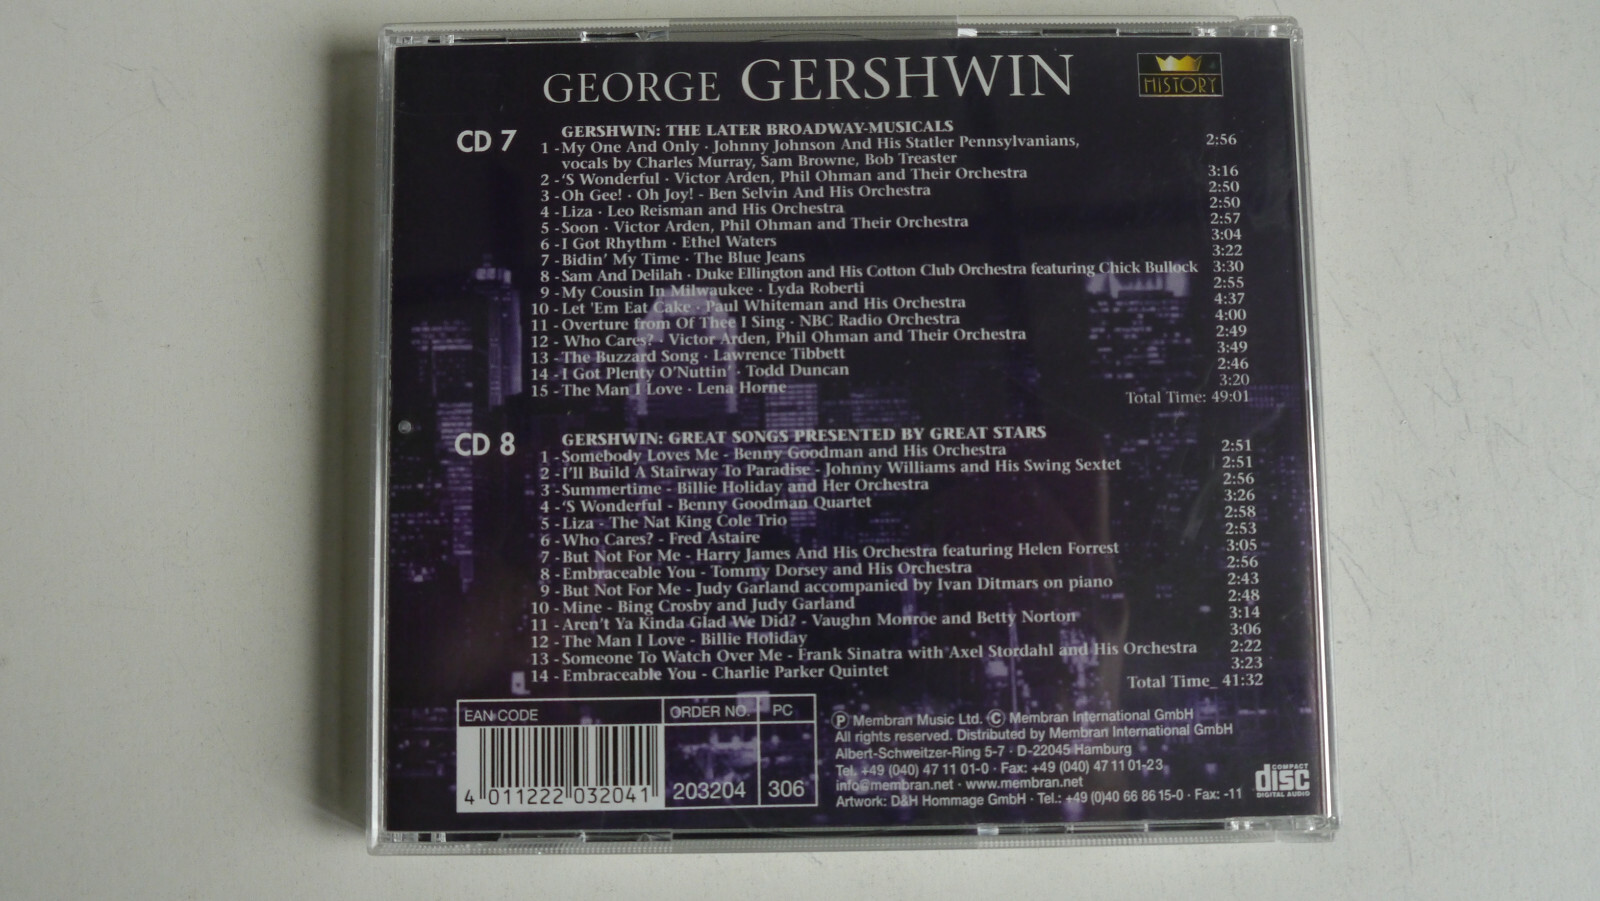 GEORGE GERSHWIN
HISTORY
CD 7
GERSHWIN: THE LATER BROADWAY-MUSICALS
1 - My One And Only · Johnny Johnson And His Statler Pennsylvanians, 2:56
vocals by Charles Murray, Sam Browne, Bob Treaster
2 - 'S Wonderful · Victor Arden, Phil Ohman and Their Orchestra 3:16
3 - Oh Gee! · Oh Joy! - Ben Selvin And His Orchestra 2:50
4 - Liza · Leo Reisman and His Orchestra 2:50
5 - Soon · Victor Arden, Phil Ohman and Their Orchestra 2:57
6 - I Got Rhythm · Ethel Waters 3:04
7 - Bidin' My Time · The Blue Jeans 3:22
8 - Sam And Delilah · Duke Ellington and His Cotton Club Orchestra featuring Chick Bullock 3:30
9 - My Cousin In Milwaukee · Lyda Roberti 2:55
10 - Let 'Em Eat Cake · Paul Whiteman and His Orchestra 4:37
11 - Overture from Of Thee I Sing · NBC Radio Orchestra 4:00
12 - Who Cares? · Victor Arden, Phil Ohman and Their Orchestra 2:49
13 - The Buzzard Song · Lawrence Tibbett 3:49
14 - I Got Plenty O'Nuttin' · Todd Duncan 2:46
15 - The Man I Love · Lena Horne 3:20
Total Time: 49:01
CD 8
GERSHWIN: GREAT SONGS PRESENTED BY GREAT STARS
1 - Somebody Loves Me - Benny Goodman and His Orchestra 2:51
2 - I'll Build A Stairway To Paradise - Johnny Williams and His Swing Sextet 2:51
3 - Summertime - Billie Holiday and Her Orchestra 2:56
4 - 'S Wonderful - Benny Goodman Quartet 3:26
5 - Liza - The Nat King Cole Trio 2:58
6 - Who Cares? - Fred Astaire 2:53
7 - But Not For Me - Harry James And His Orchestra featuring Helen Forrest 3:05
8 - Embraceable You - Tommy Dorsey and His Orchestra 2:56
9 - But Not For Me - Judy Garland accompanied by Ivan Ditmars on piano 2:43
10 - Mine - Bing Crosby and Judy Garland 2:48
11 - Aren't Ya Kinda Glad We Did? - Vaughn Monroe and Betty Norton 3:14
12 - The Man I Love - Billie Holiday 3:06
13 - Someone To Watch Over Me - Frank Sinatra with Axel Stordahl and His Orchestra 2:22
14 - Embraceable You - Charlie Parker Quintet 3:23
Total Time_ 41:32
EAN CODE
4 011222 032041
ORDER NO.
203204
PC
306
Ⓟ Membran Music Ltd. © Membran International GmbH
All rights reserved. Distributed by Membran International GmbH
Albert-Schweitzer-Ring 5-7 · D-22045 Hamburg
Tel. +49 (040) 47 11 01-0 · Fax: +49 (040) 47 11 01-23
info@membran.net · www.membran.net
Artwork: D&H Hommage GmbH · Tel.: +49 (0)40 66 86 15-0 · Fax: -11
COMPACT
disc
DIGITAL AUDIO